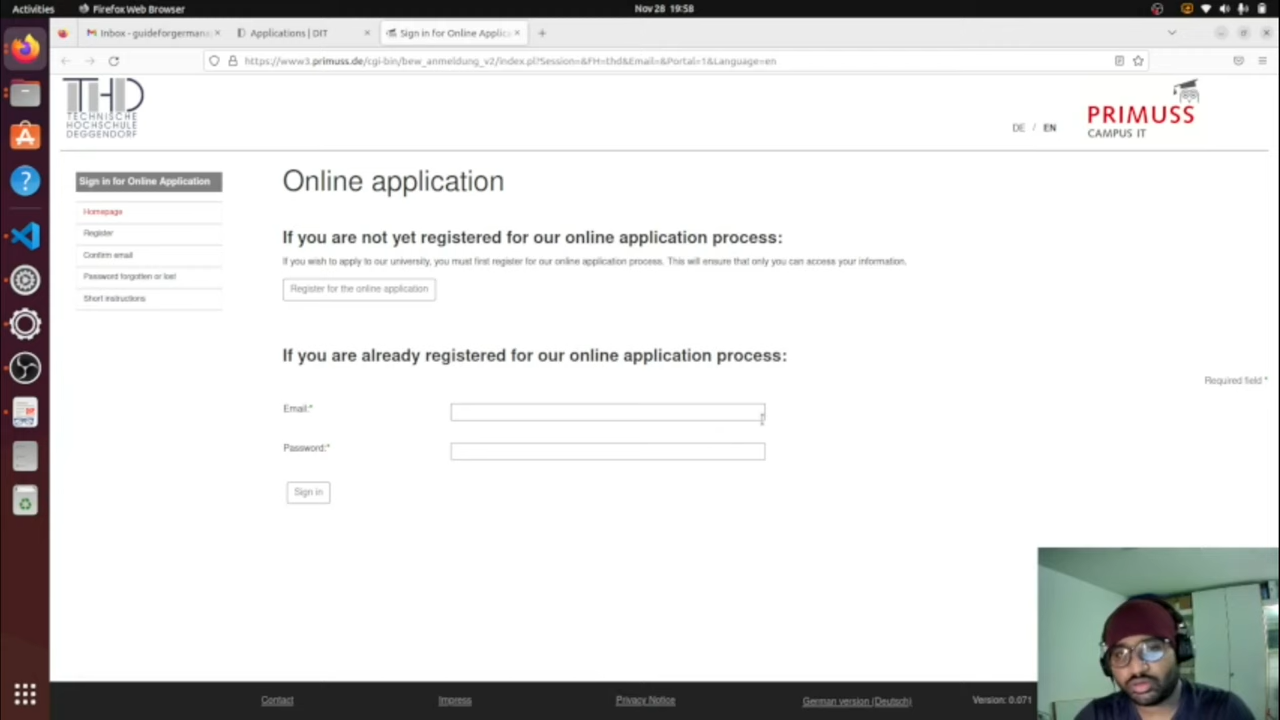 Activities
Firefox Web Browser
Nov 28 19:58
Inbox - guideforgerman
Applications | DIT
Sign in for Online Applic
https://www3.primuss.de/cgi-bin/bew_anmeldung_v2/index.pl?Session=&FH=thd&Email=&Portal=1&Language=en
THD
TECHNISCHE
HOCHSCHULE
DEGGENDORF
DE / EN
PRIMUSS
CAMPUS IT
Sign in for Online Application
Homepage
Register
Confirm email
Password forgotten or lost
Short instructions
Online application
If you are not yet registered for our online application process:
If you wish to apply to our university, you must first register for our online application process. This will ensure that only you can access your information.
Register for the online application
If you are already registered for our online application process:
Required field *
Email:*
Password:*
Sign in
Contact
Impress
Privacy Notice
German version (Deutsch)
Version: 0.071